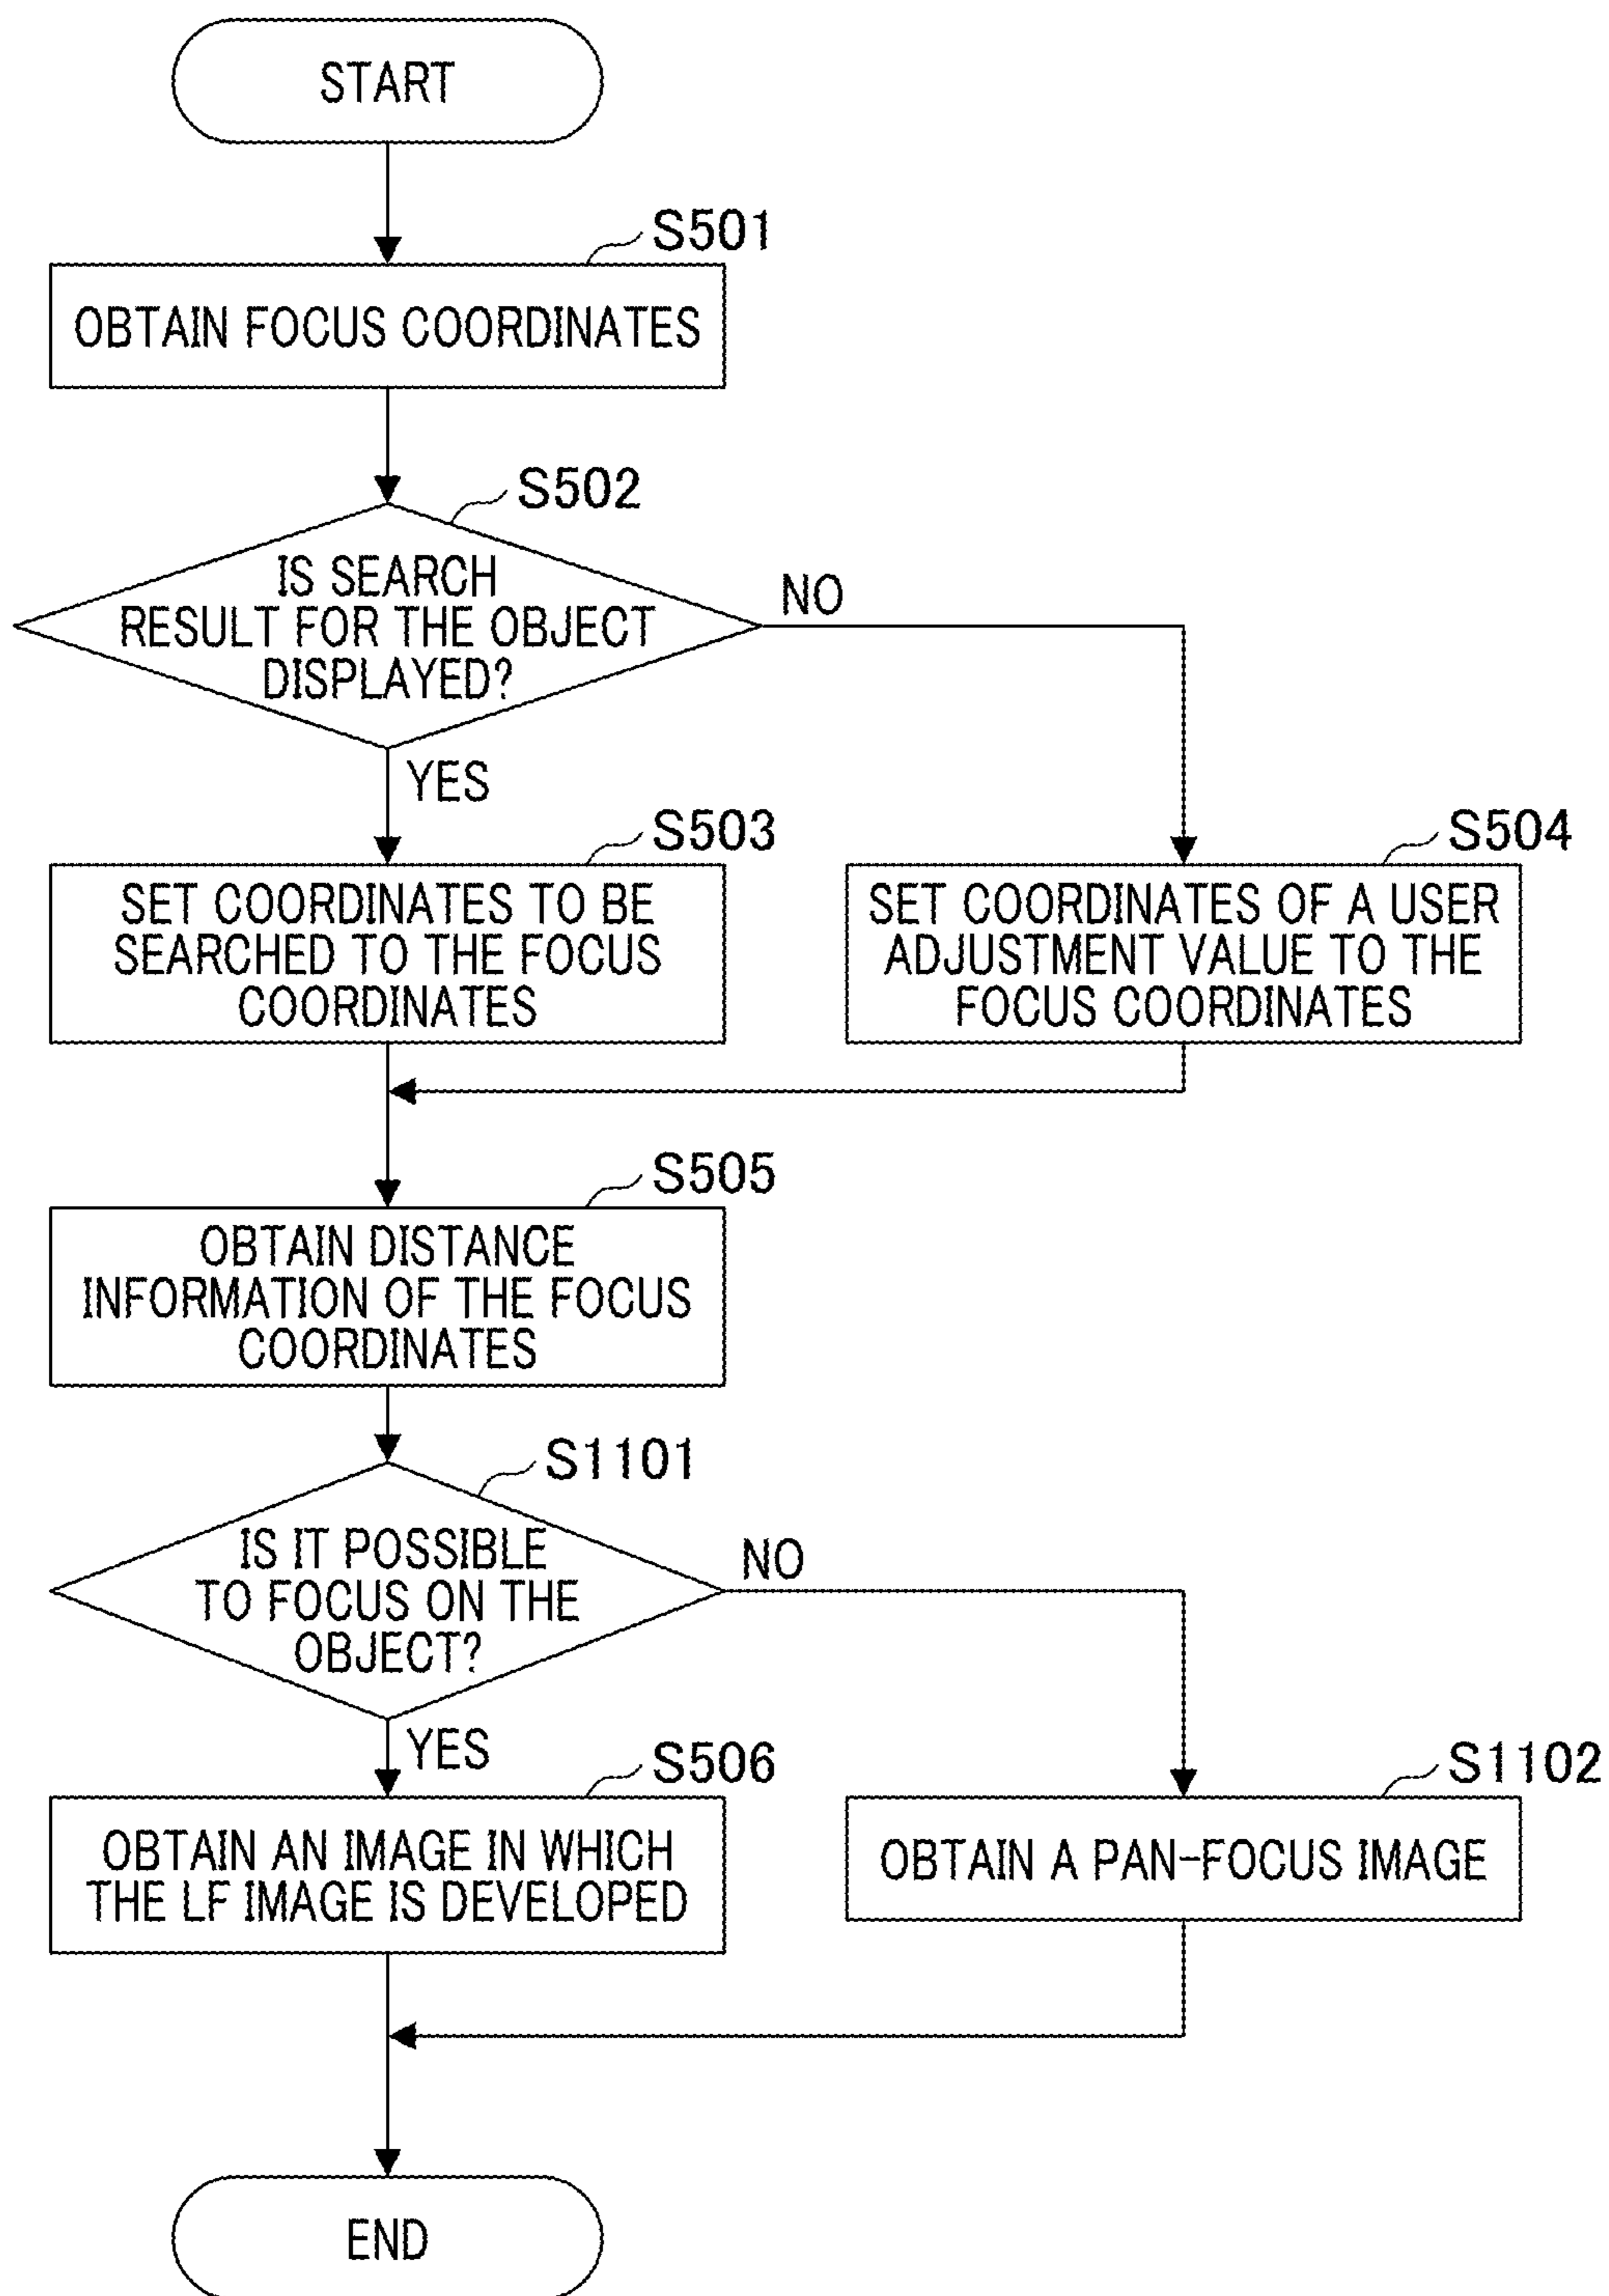 START
S501
OBTAIN FOCUS COORDINATES
S502
IS SEARCH
RESULT FOR THE OBJECT
DISPLAYED?
NO
YES
S503
SET COORDINATES TO BE
SEARCHED TO THE FOCUS
COORDINATES
S504
SET COORDINATES OF A USER
ADJUSTMENT VALUE TO THE
FOCUS COORDINATES
S505
OBTAIN DISTANCE
INFORMATION OF THE FOCUS
COORDINATES
S1101
IS IT POSSIBLE
TO FOCUS ON THE
OBJECT?
NO
YES
S506
OBTAIN AN IMAGE IN WHICH
THE LF IMAGE IS DEVELOPED
S1102
OBTAIN A PAN-FOCUS IMAGE
END